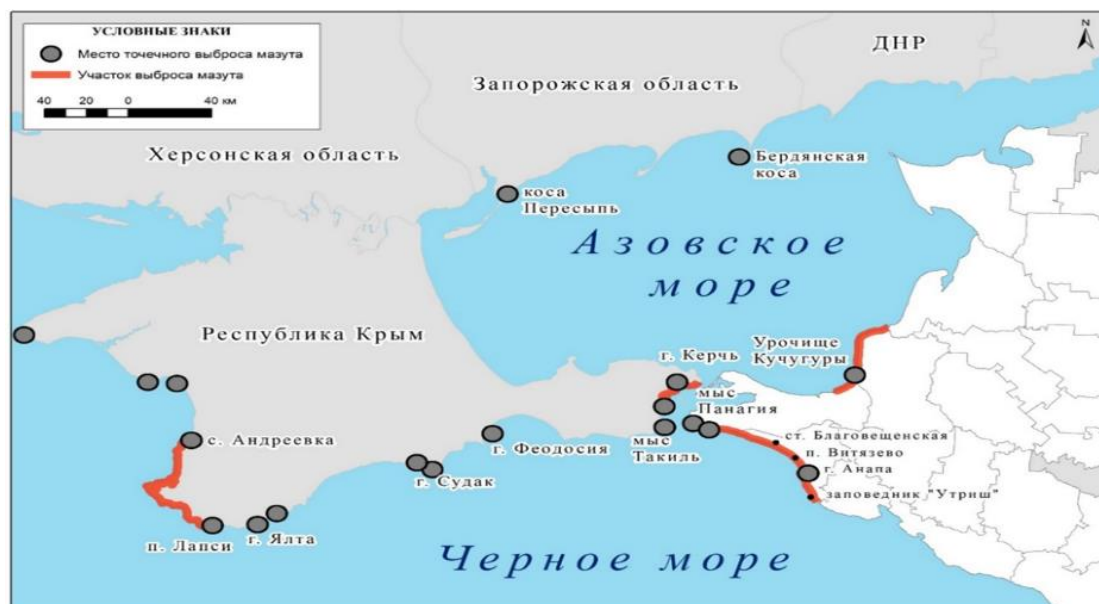 УСЛОВНЫЕ ЗНАКИ
Место точечного выброса мазута
Участок выброса мазута
40 20 0 40 км
N
ДНР
Запорожская область
Херсонская область
Бердянская
коса
коса
Пересыпь
Азовское
море
Республика Крым
Урочище
Кучугуры
г. Керчь
мыс
Панагия
ст. Благовещенская
п. Витязево
г. Анапа
заповедник "Утриш"
мыс
Такиль
г. Феодосия
с. Андреевка
г. Судак
г. Ялта
п. Лапси
Черное море